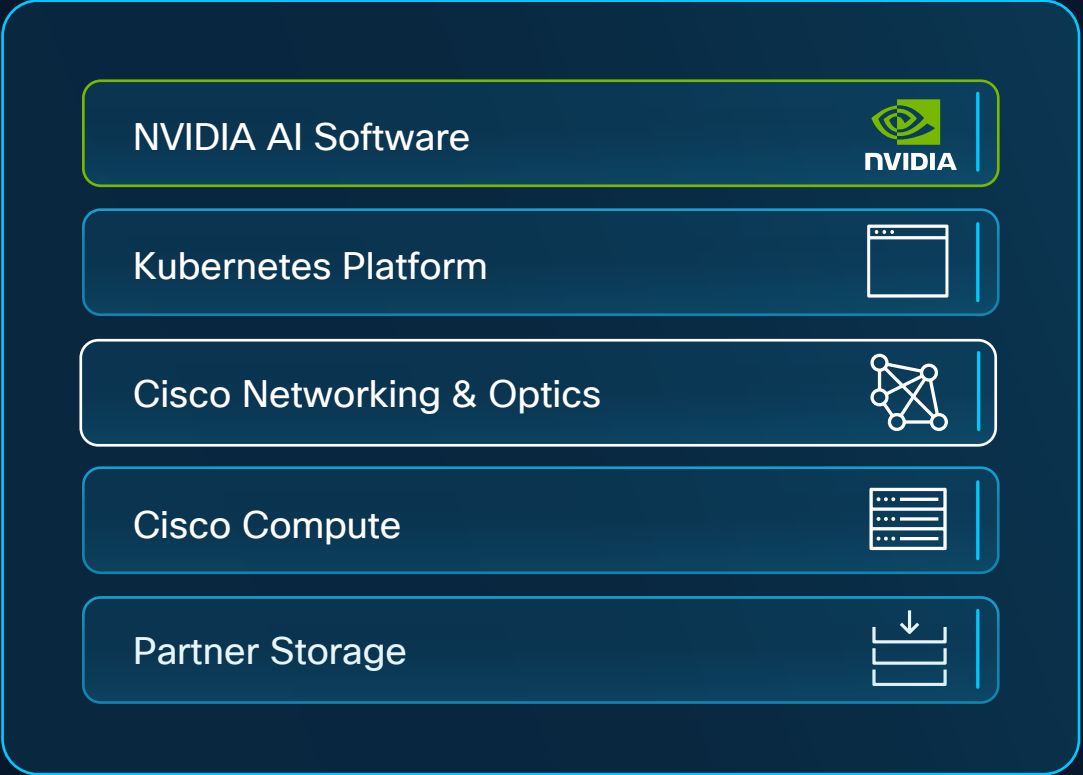 NVIDIA AI Software
NVIDIA
Kubernetes Platform
Cisco Networking & Optics
Cisco Compute
Partner Storage